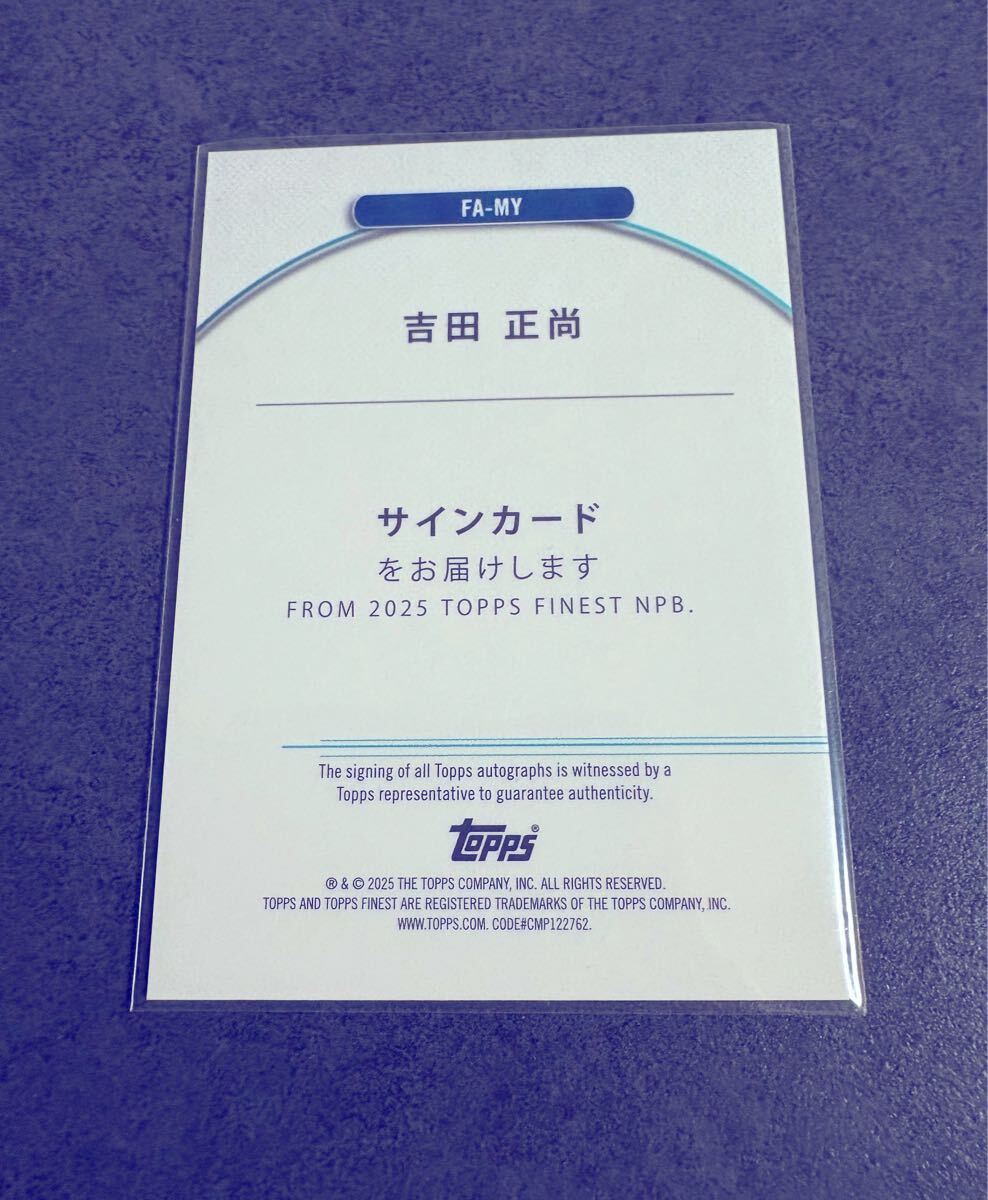 FA-MY
吉田 正尚
サインカード
をお届けします
FROM 2025 TOPPS FINEST NPB.
The signing of all Topps autographs is witnessed by a
Topps representative to guarantee authenticity.
topps®
® & © 2025 THE TOPPS COMPANY, INC. ALL RIGHTS RESERVED.
TOPPS AND TOPPS FINEST ARE REGISTERED TRADEMARKS OF THE TOPPS COMPANY, INC.
WWW.TOPPS.COM. CODE#CMP122762.